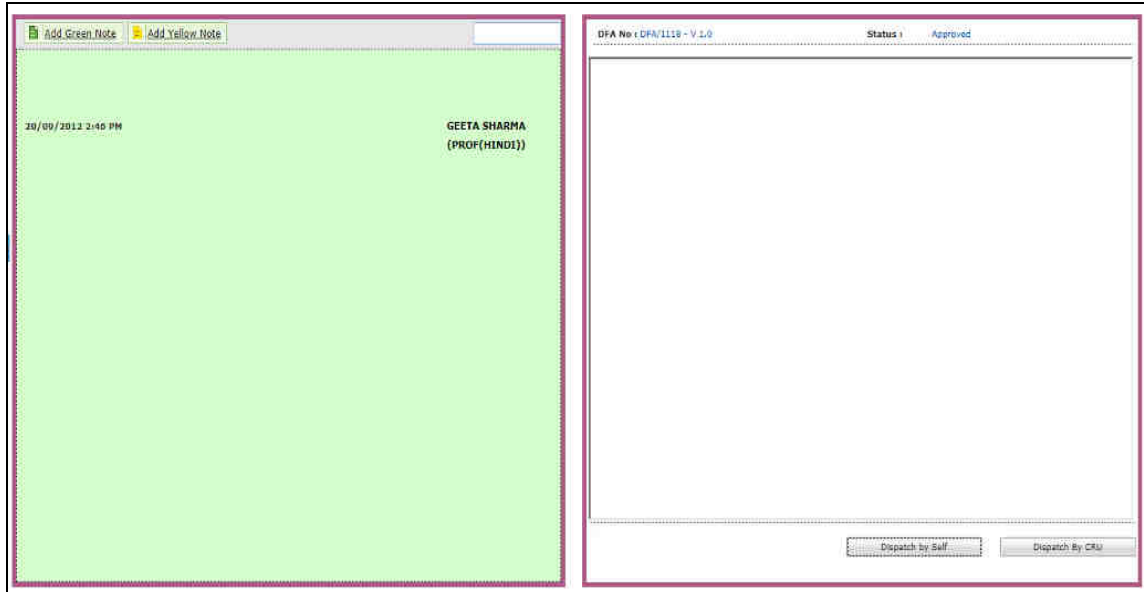 Add Green Note Add Yellow Note
20/09/2012 2:46 PM GEETA SHARMA
(PROF(HINDI))
DFA No : DFA/1118 - V.1.0 Status : Approved
Dispatch by Self Dispatch By CRU